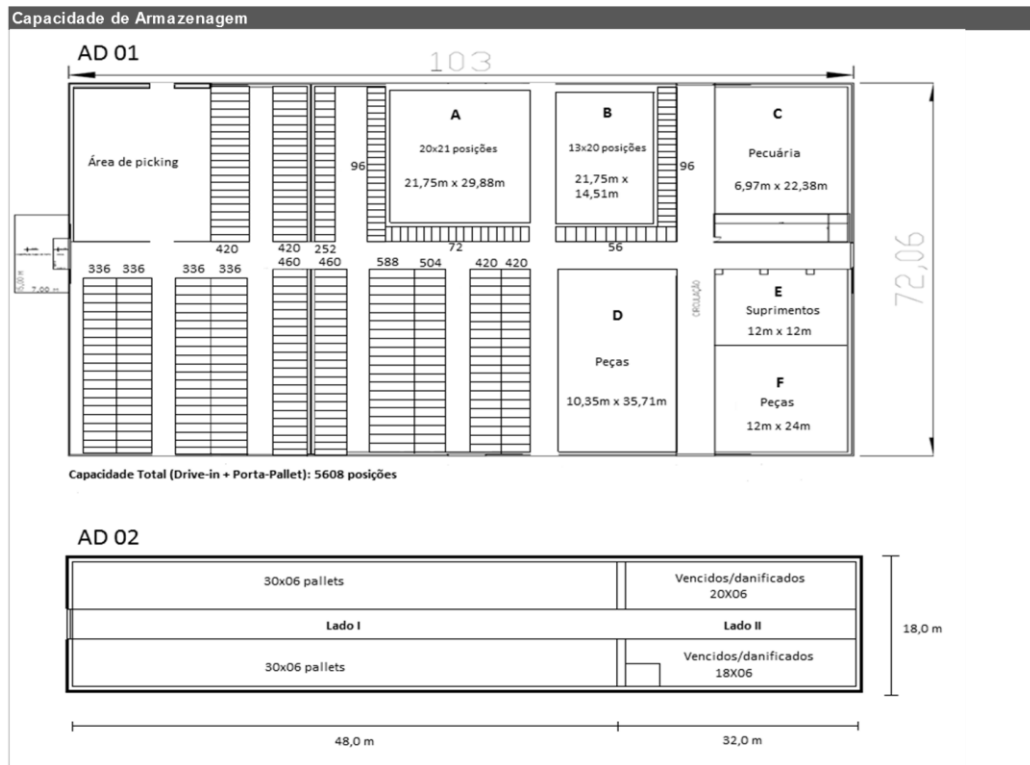 Capacidade de Armazenagem
AD 01
103
A
B
C
Área de picking
20x21 posições
13x20 posições
Pecuária
96
21,75m x 29,88m
21,75m x
14,51m
96
6,97m x 22,38m
72,06
420
420
252
72
56
336
336
336
336
460
460
588
504
420
420
7,00 m
CIRCULAÇÃO
D
Peças
10,35m x 35,71m
E
Suprimentos
12m x 12m
F
Peças
12m x 24m
Capacidade Total (Drive-in + Porta-Pallet): 5608 posições
AD 02
30x06 pallets
Vencidos/danificados
20X06
Lado I
Lado II
18,0 m
30x06 pallets
Vencidos/danificados
18X06
48,0 m
32,0 m